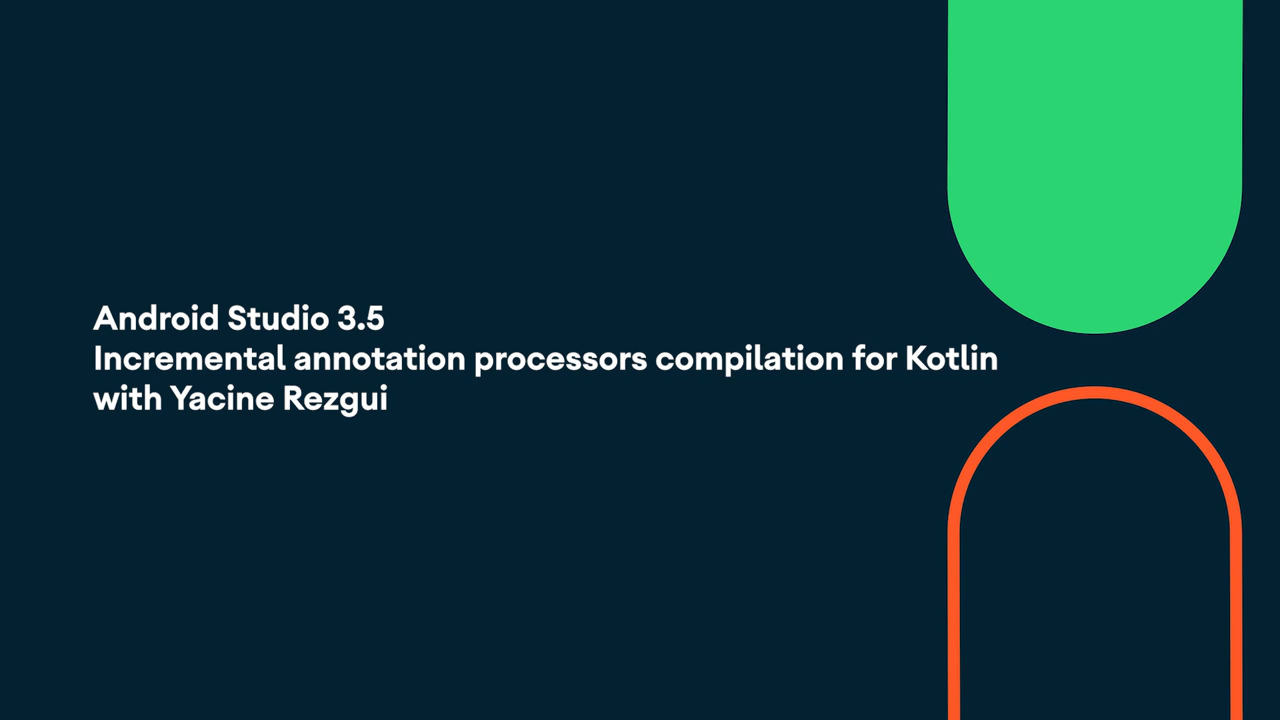 Android Studio 3.5
Incremental annotation processors compilation for Kotlin
with Yacine Rezgui